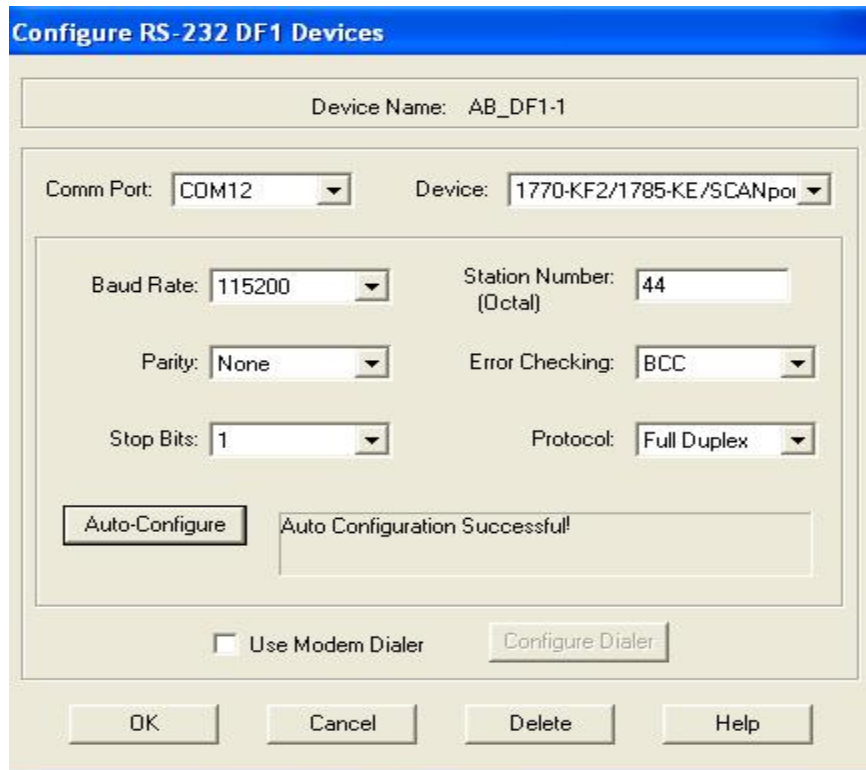 Configure RS-232 DF1 Devices
Device Name: AB_DF1-1
Comm Port: COM12 Device: 1770-KF2/1785-KE/SCANpor
Baud Rate: 115200 Station Number: 44
(Octal)
Parity: None Error Checking: BCC
Stop Bits: 1 Protocol: Full Duplex
Auto-Configure Auto Configuration Successful!
Use Modem Dialer Configure Dialer
OK Cancel Delete Help